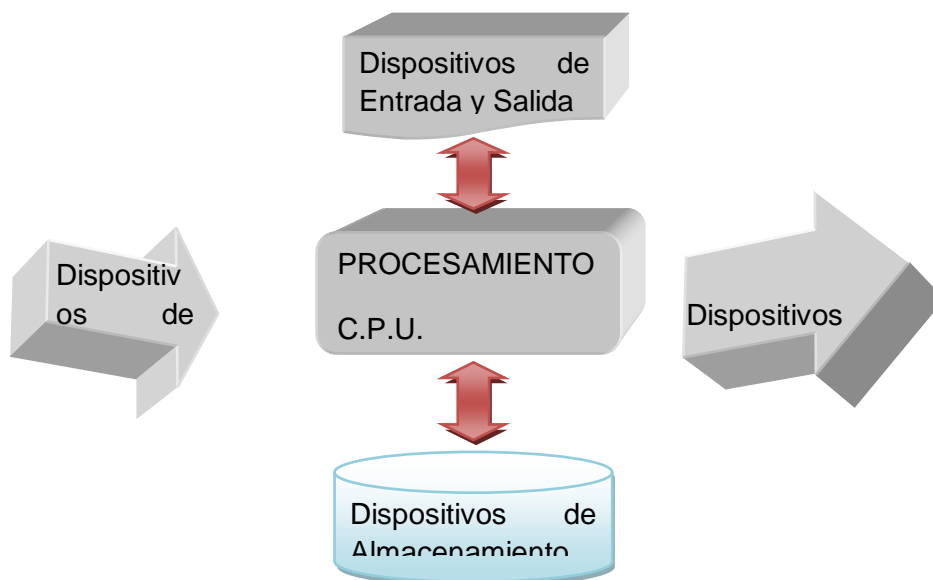 Dispositivos de
Entrada y Salida
Dispositiv
os de
PROCESAMIENTO
C.P.U.
Dispositivos
Dispositivos de
Almacenamiento